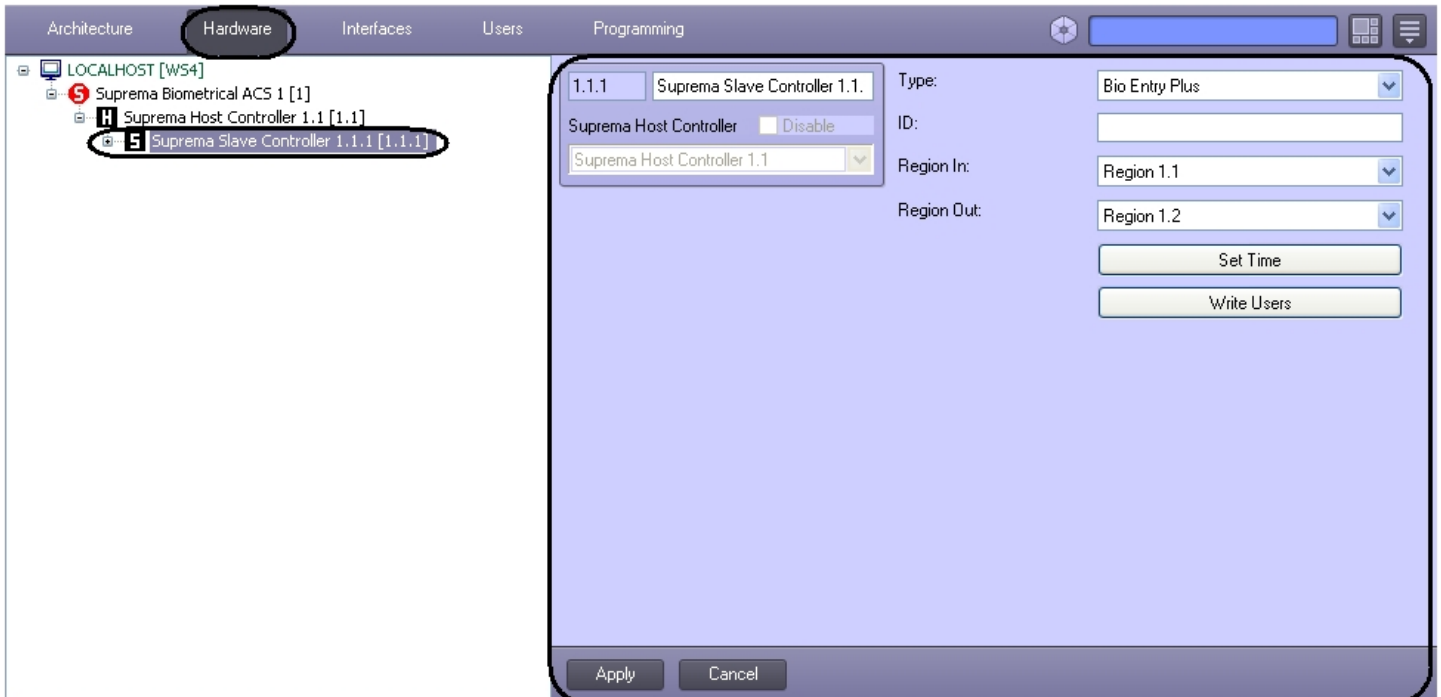 Architecture Hardware Interfaces Users Programming
LOCALHOST [WS4]
Suprema Biometrical ACS 1 [1]
Suprema Host Controller 1.1 [1.1]
Suprema Slave Controller 1.1.1 [1.1.1]
1.1.1 Suprema Slave Controller 1.1.
Suprema Host Controller Disable
Suprema Host Controller 1.1
Type: Bio Entry Plus
ID:
Region In: Region 1.1
Region Out: Region 1.2
Set Time
Write Users
Apply Cancel